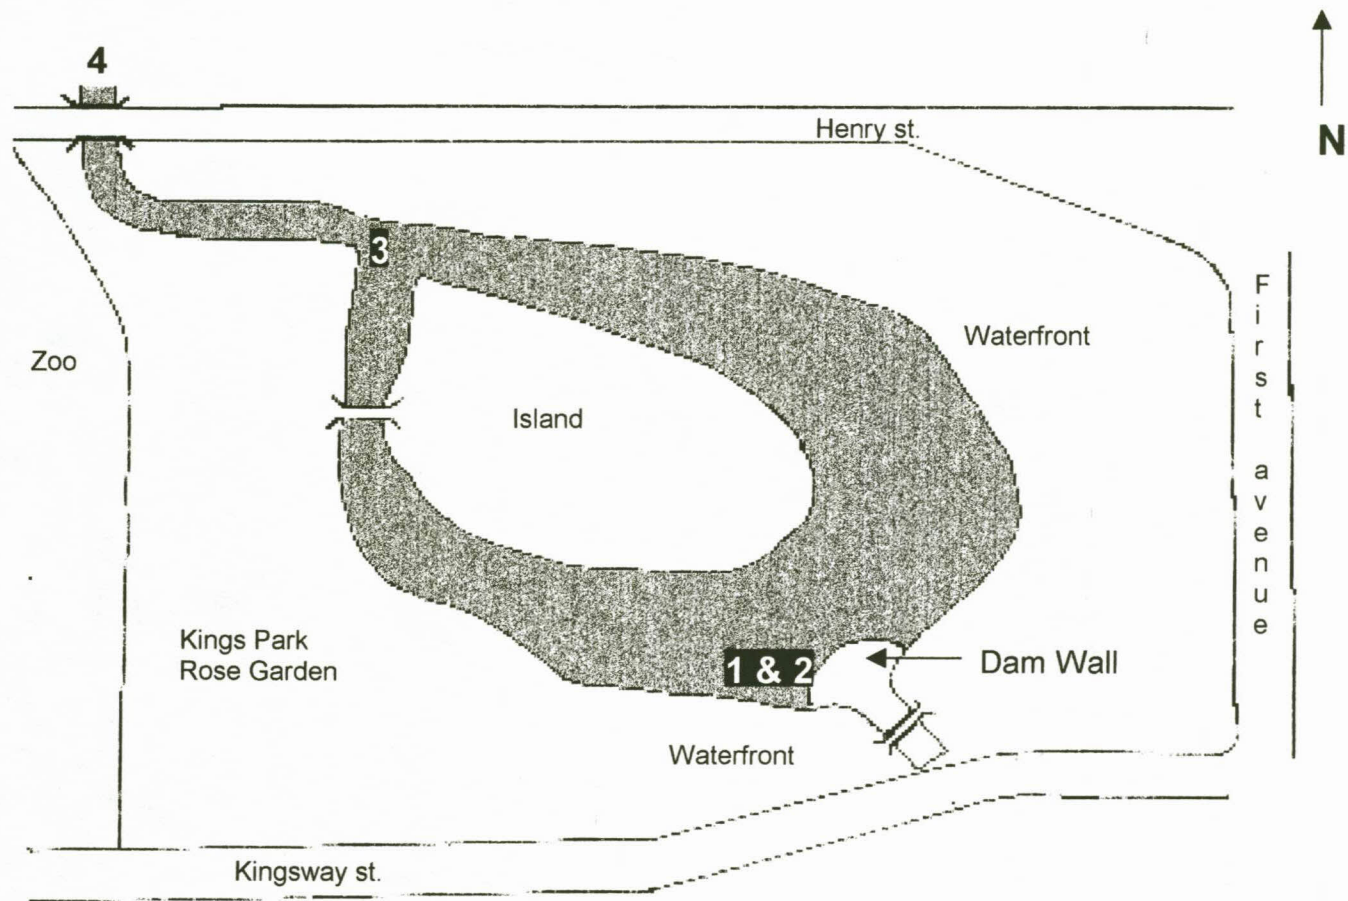 4
N
Henry st.
3
Waterfront
First avenue
Zoo
Island
Kings Park
Rose Garden
1 & 2
Dam Wall
Waterfront
Kingsway st.